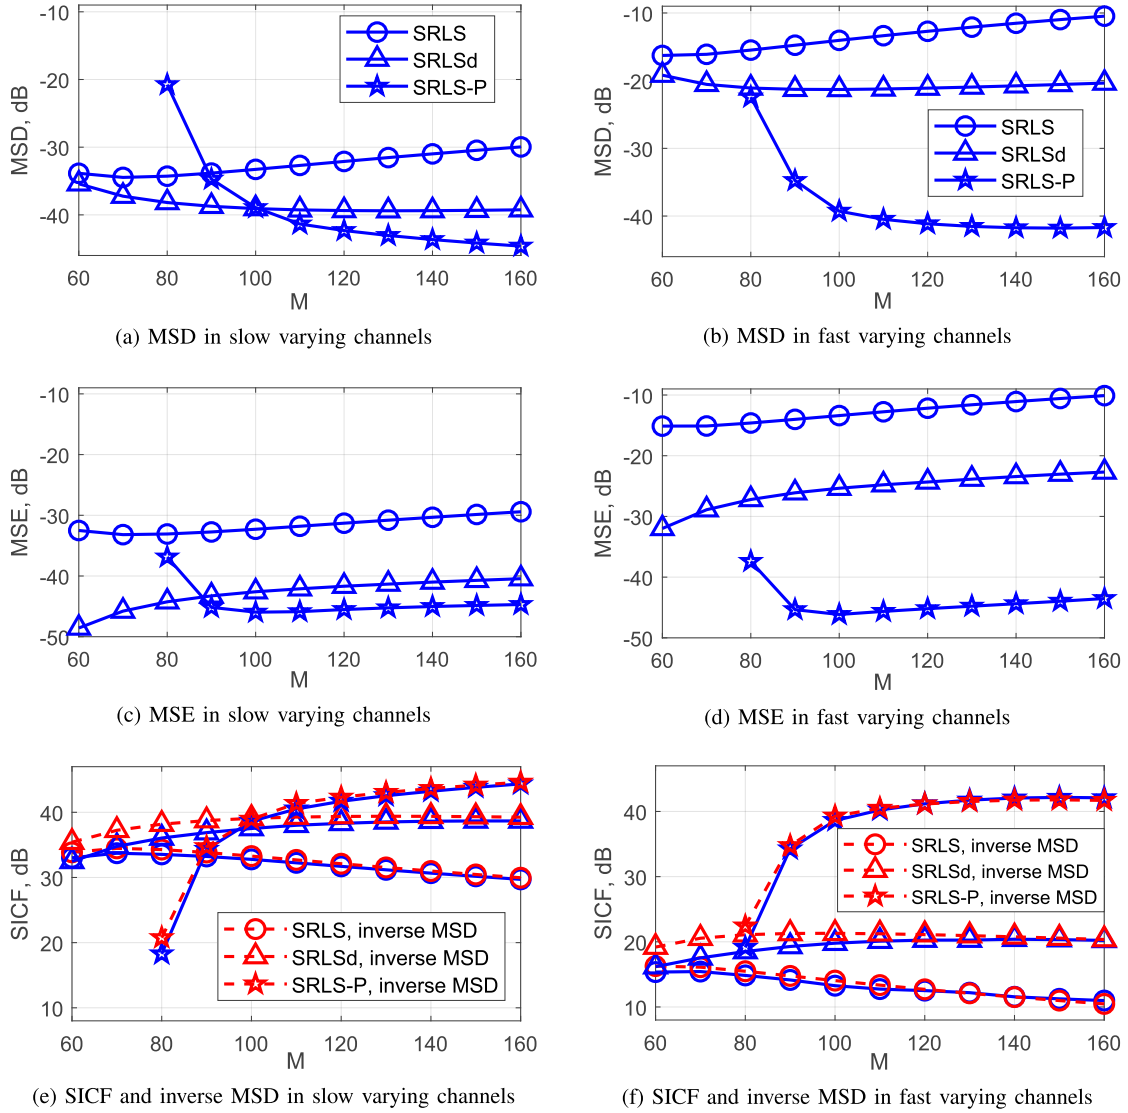 -10
-20
-30
-40
MSD, dB
60
80
100
120
140
160
M
SRLS
SRLSd
SRLS-P
(a) MSD in slow varying channels
-10
-20
-30
-40
MSD, dB
60
80
100
120
140
160
M
SRLS
SRLSd
SRLS-P
(b) MSD in fast varying channels
-10
-20
-30
-40
-50
MSE, dB
60
80
100
120
140
160
M
(c) MSE in slow varying channels
-10
-20
-30
-40
-50
MSE, dB
60
80
100
120
140
160
M
(d) MSE in fast varying channels
40
30
20
10
SICF, dB
60
80
100
120
140
160
M
SRLS, inverse MSD
SRLSd, inverse MSD
SRLS-P, inverse MSD
(e) SICF and inverse MSD in slow varying channels
40
30
20
10
SICF, dB
60
80
100
120
140
160
M
SRLS, inverse MSD
SRLSd, inverse MSD
SRLS-P, inverse MSD
(f) SICF and inverse MSD in fast varying channels